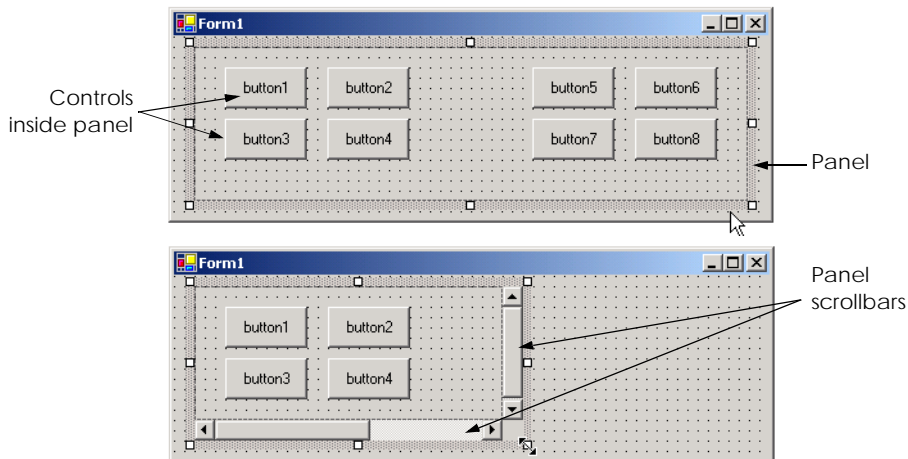 Form1
button1 button2 button5 button6
Controls
inside panel
button3 button4 button7 button8
Panel
Form1
Panel
scrollbars
button1 button2
button3 button4